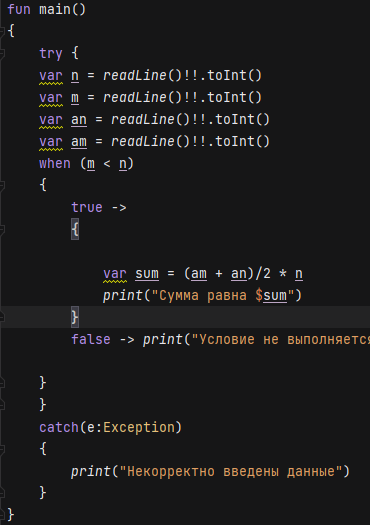 fun main()
{
    try {
    var n = readLine()!!.toInt()
    var m = readLine()!!.toInt()
    var an = readLine()!!.toInt()
    var am = readLine()!!.toInt()
    when (m < n)
    {
        true ->
        {
            var sum = (am + an)/2 * n
            print("Сумма равна $sum")
        }
        false -> print("Условие не выполняется
    }
    }
    catch(e:Exception)
    {
        print("Некорректно введены данные")
    }
}